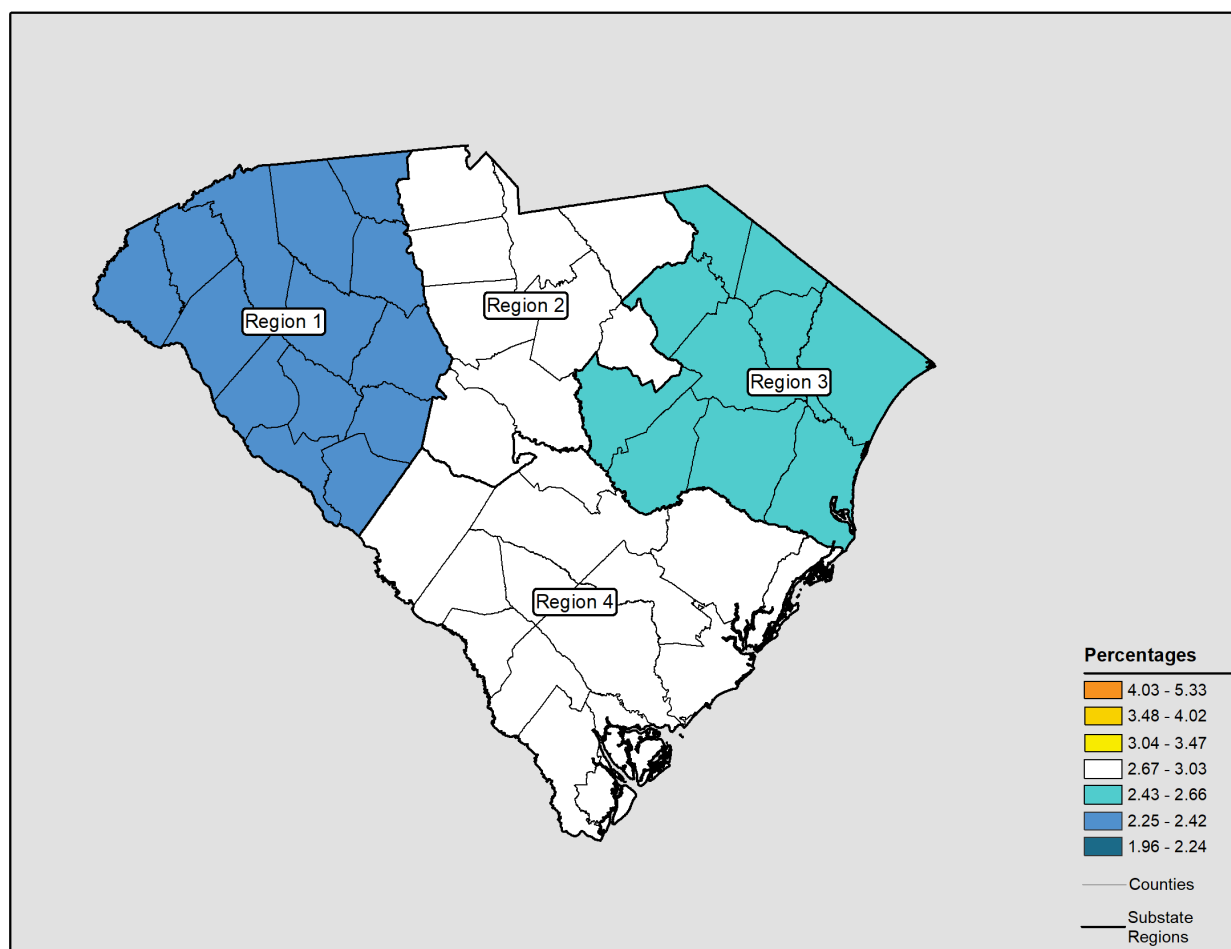 Region 1
Region 2
Region 3
Region 4
Percentages
4.03 - 5.33
3.48 - 4.02
3.04 - 3.47
2.67 - 3.03
2.43 - 2.66
2.25 - 2.42
1.96 - 2.24
Counties
Substate
Regions